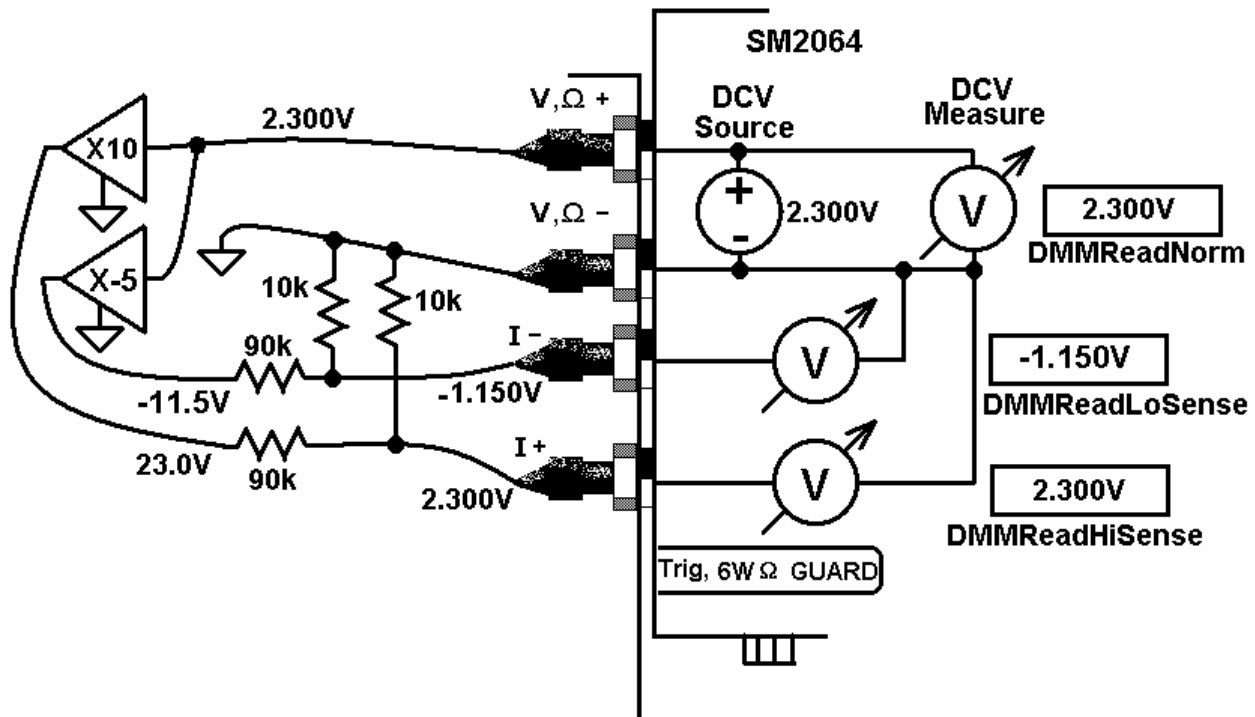 SM2064
V,Ω +
DCV
Source
DCV
Measure
2.300V
X10
V,Ω -
2.300V
2.300V
DMMReadNorm
X-5
10k
10k
I -
90k
-11.5V
-1.150V
-1.150V
DMMReadLoSense
I +
23.0V
90k
2.300V
2.300V
DMMReadHiSense
+
-
V
V
V
Trig, 6W Ω GUARD